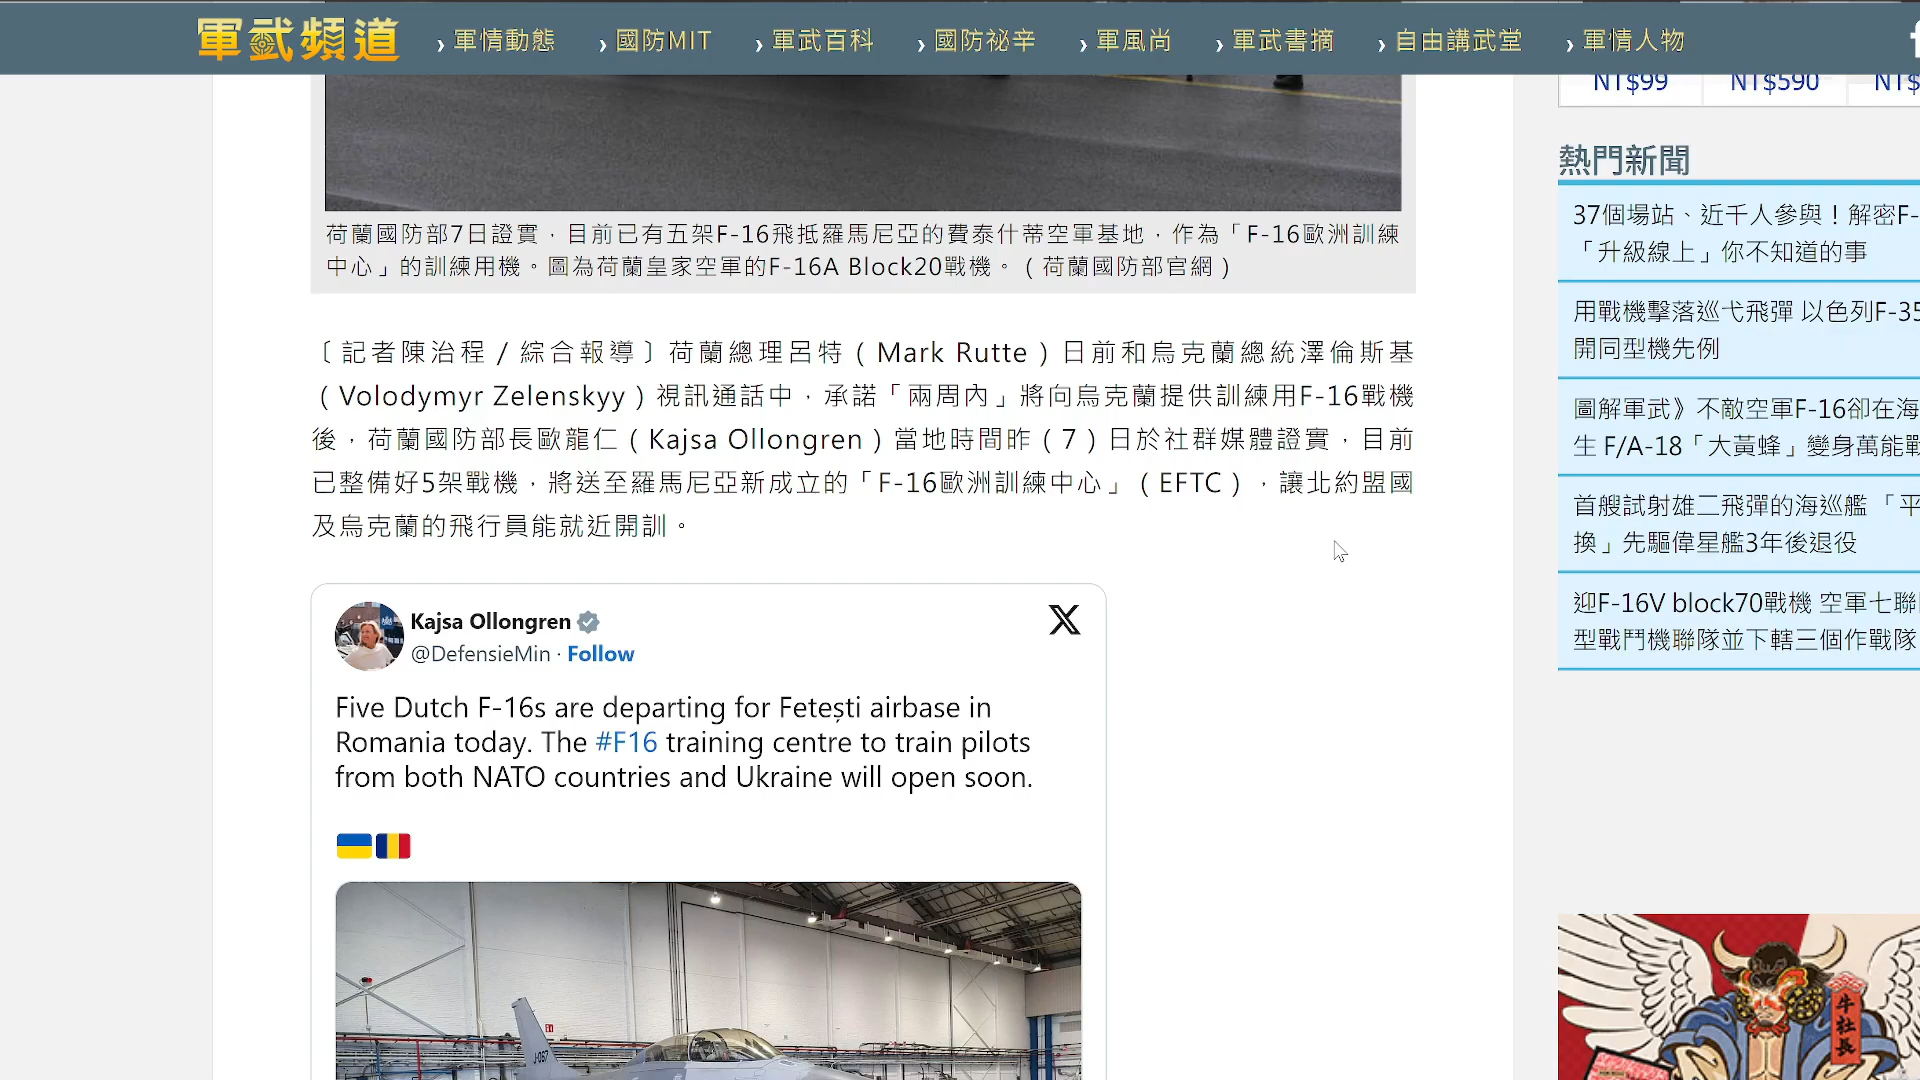 軍武頻道
› 軍情動態 › 國防MIT › 軍武百科 › 國防祕辛 › 軍風尚 › 軍武書摘 › 自由講武堂 › 軍情人物
NT$99 NT$590 NT$
荷蘭國防部7日證實，目前已有五架F-16飛抵羅馬尼亞的費泰什蒂空軍基地，作為「F-16歐洲訓練
中心」的訓練用機。圖為荷蘭皇家空軍的F-16A Block20戰機。（荷蘭國防部官網）
〔記者陳治程／綜合報導〕荷蘭總理呂特（Mark Rutte）日前和烏克蘭總統澤倫斯基
（Volodymyr Zelenskyy）視訊通話中，承諾「兩周內」將向烏克蘭提供訓練用F-16戰機
後，荷蘭國防部長歐龍仁（Kajsa Ollongren）當地時間昨（7）日於社群媒體證實，目前
已整備好5架戰機，將送至羅馬尼亞新成立的「F-16歐洲訓練中心」（EFTC），讓北約盟國
及烏克蘭的飛行員能就近開訓。
Kajsa Ollongren
@DefensieMin · Follow
Five Dutch F-16s are departing for Fetești airbase in
Romania today. The #F16 training centre to train pilots
from both NATO countries and Ukraine will open soon.
J-067
熱門新聞
37個場站、近千人參與！解密F-
「升級線上」你不知道的事
用戰機擊落巡弋飛彈 以色列F-35
開同型機先例
圖解軍武》不敵空軍F-16卻在海
生 F/A-18「大黃蜂」變身萬能戰
首艘試射雄二飛彈的海巡艦 「平
換」先驅偉星艦3年後退役
迎F-16V block70戰機 空軍七聯
型戰鬥機聯隊並下轄三個作戰隊
牛社長